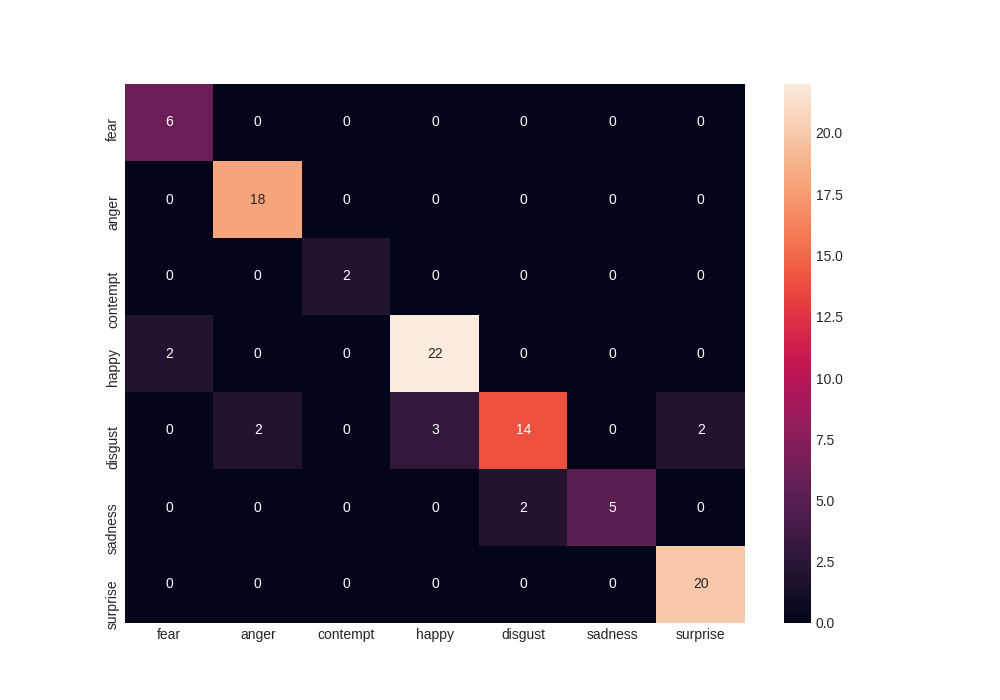 fear 6 0 0 0 0 0 0
anger 0 18 0 0 0 0 0
contempt 0 0 2 0 0 0 0
happy 2 0 0 22 0 0 0
disgust 0 2 0 3 14 0 2
sadness 0 0 0 0 2 5 0
surprise 0 0 0 0 0 0 20
fear anger contempt happy disgust sadness surprise
20.0
17.5
15.0
12.5
10.0
7.5
5.0
2.5
0.0